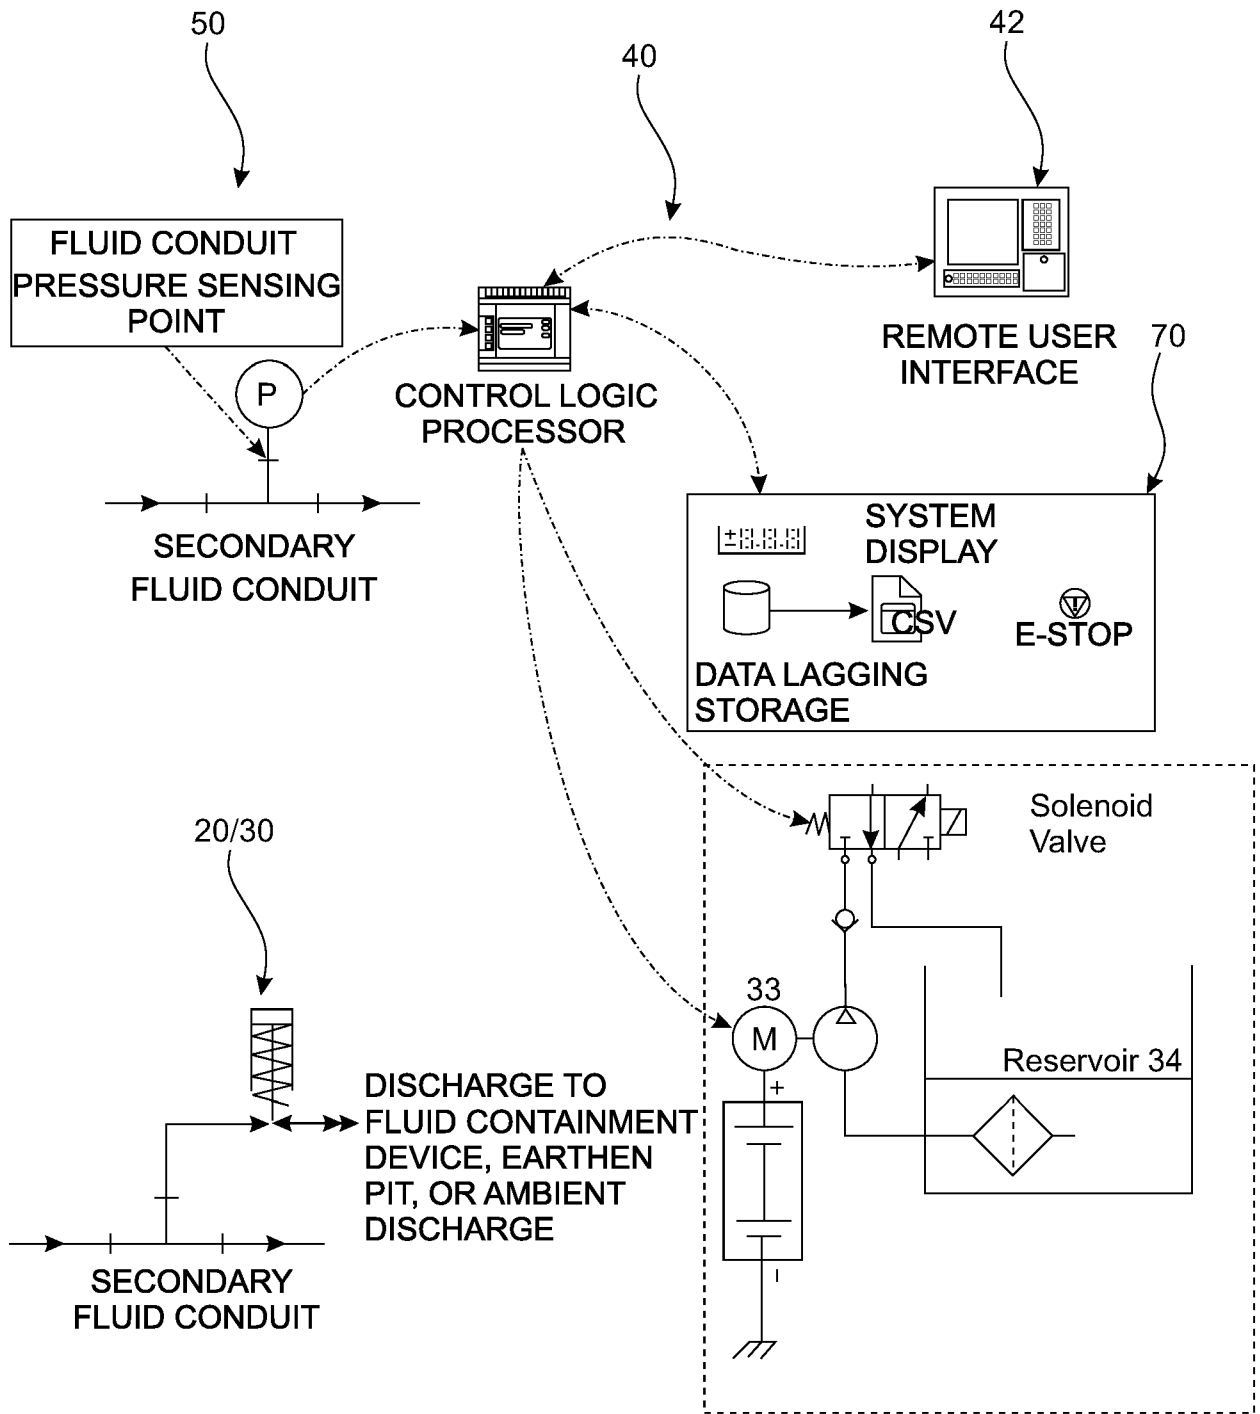 50
42
40
FLUID CONDUIT
PRESSURE SENSING
POINT
P
CONTROL LOGIC
PROCESSOR
REMOTE USER
INTERFACE
70
SECONDARY
FLUID CONDUIT
SYSTEM
DISPLAY
CSV
E-STOP
DATA LAGGING
STORAGE
Solenoid
Valve
20/30
33
M
Reservoir 34
+
DISCHARGE TO
FLUID CONTAINMENT
DEVICE, EARTHEN
PIT, OR AMBIENT
DISCHARGE
–
SECONDARY
FLUID CONDUIT